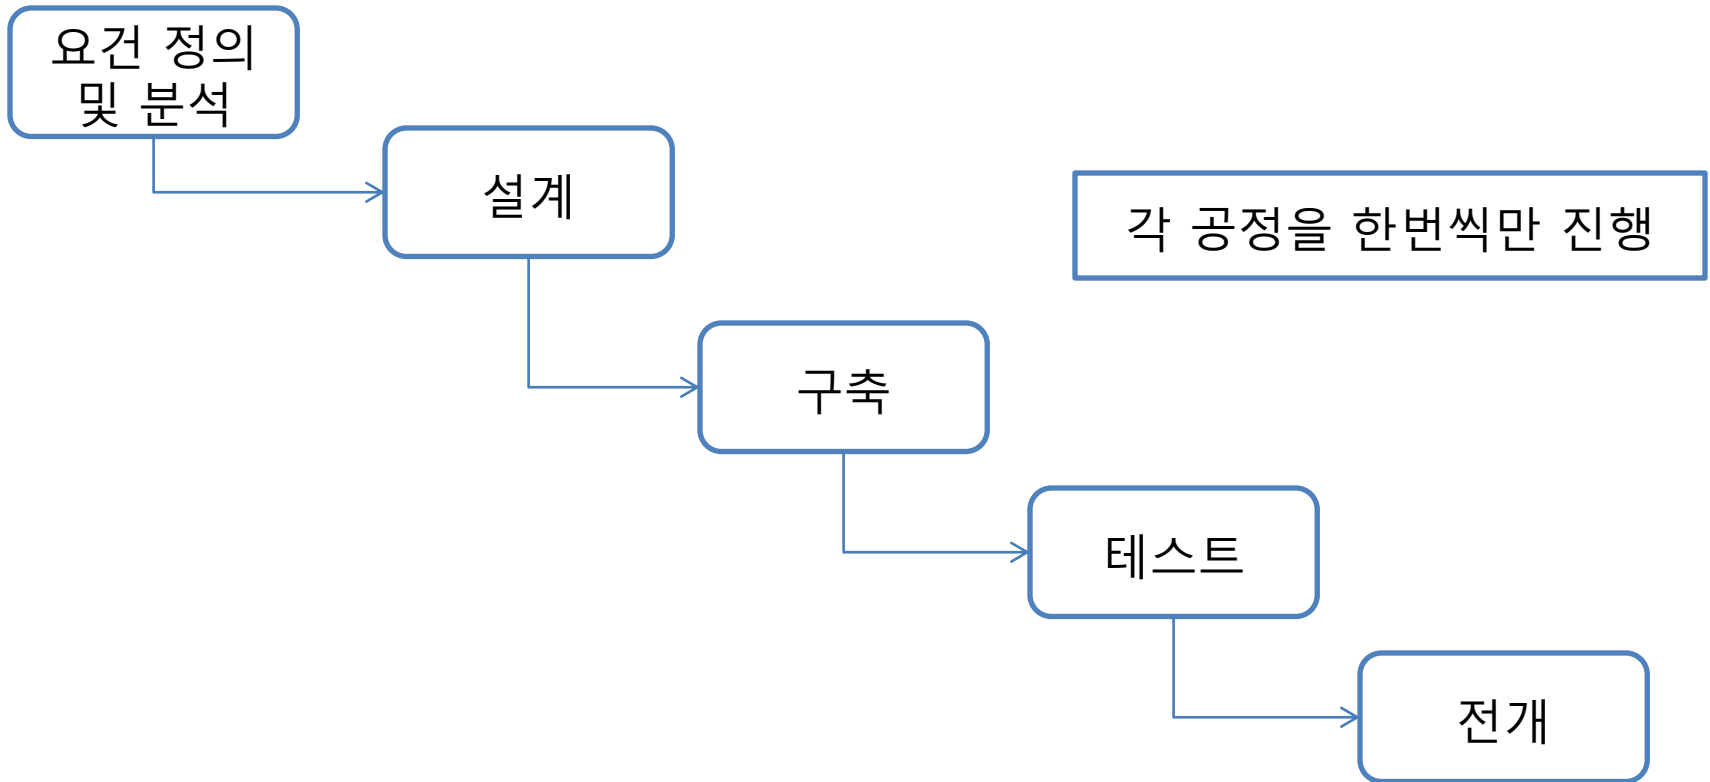 요건 정의
및 분석
설계
각 공정을 한번씩만 진행
구축
테스트
전개